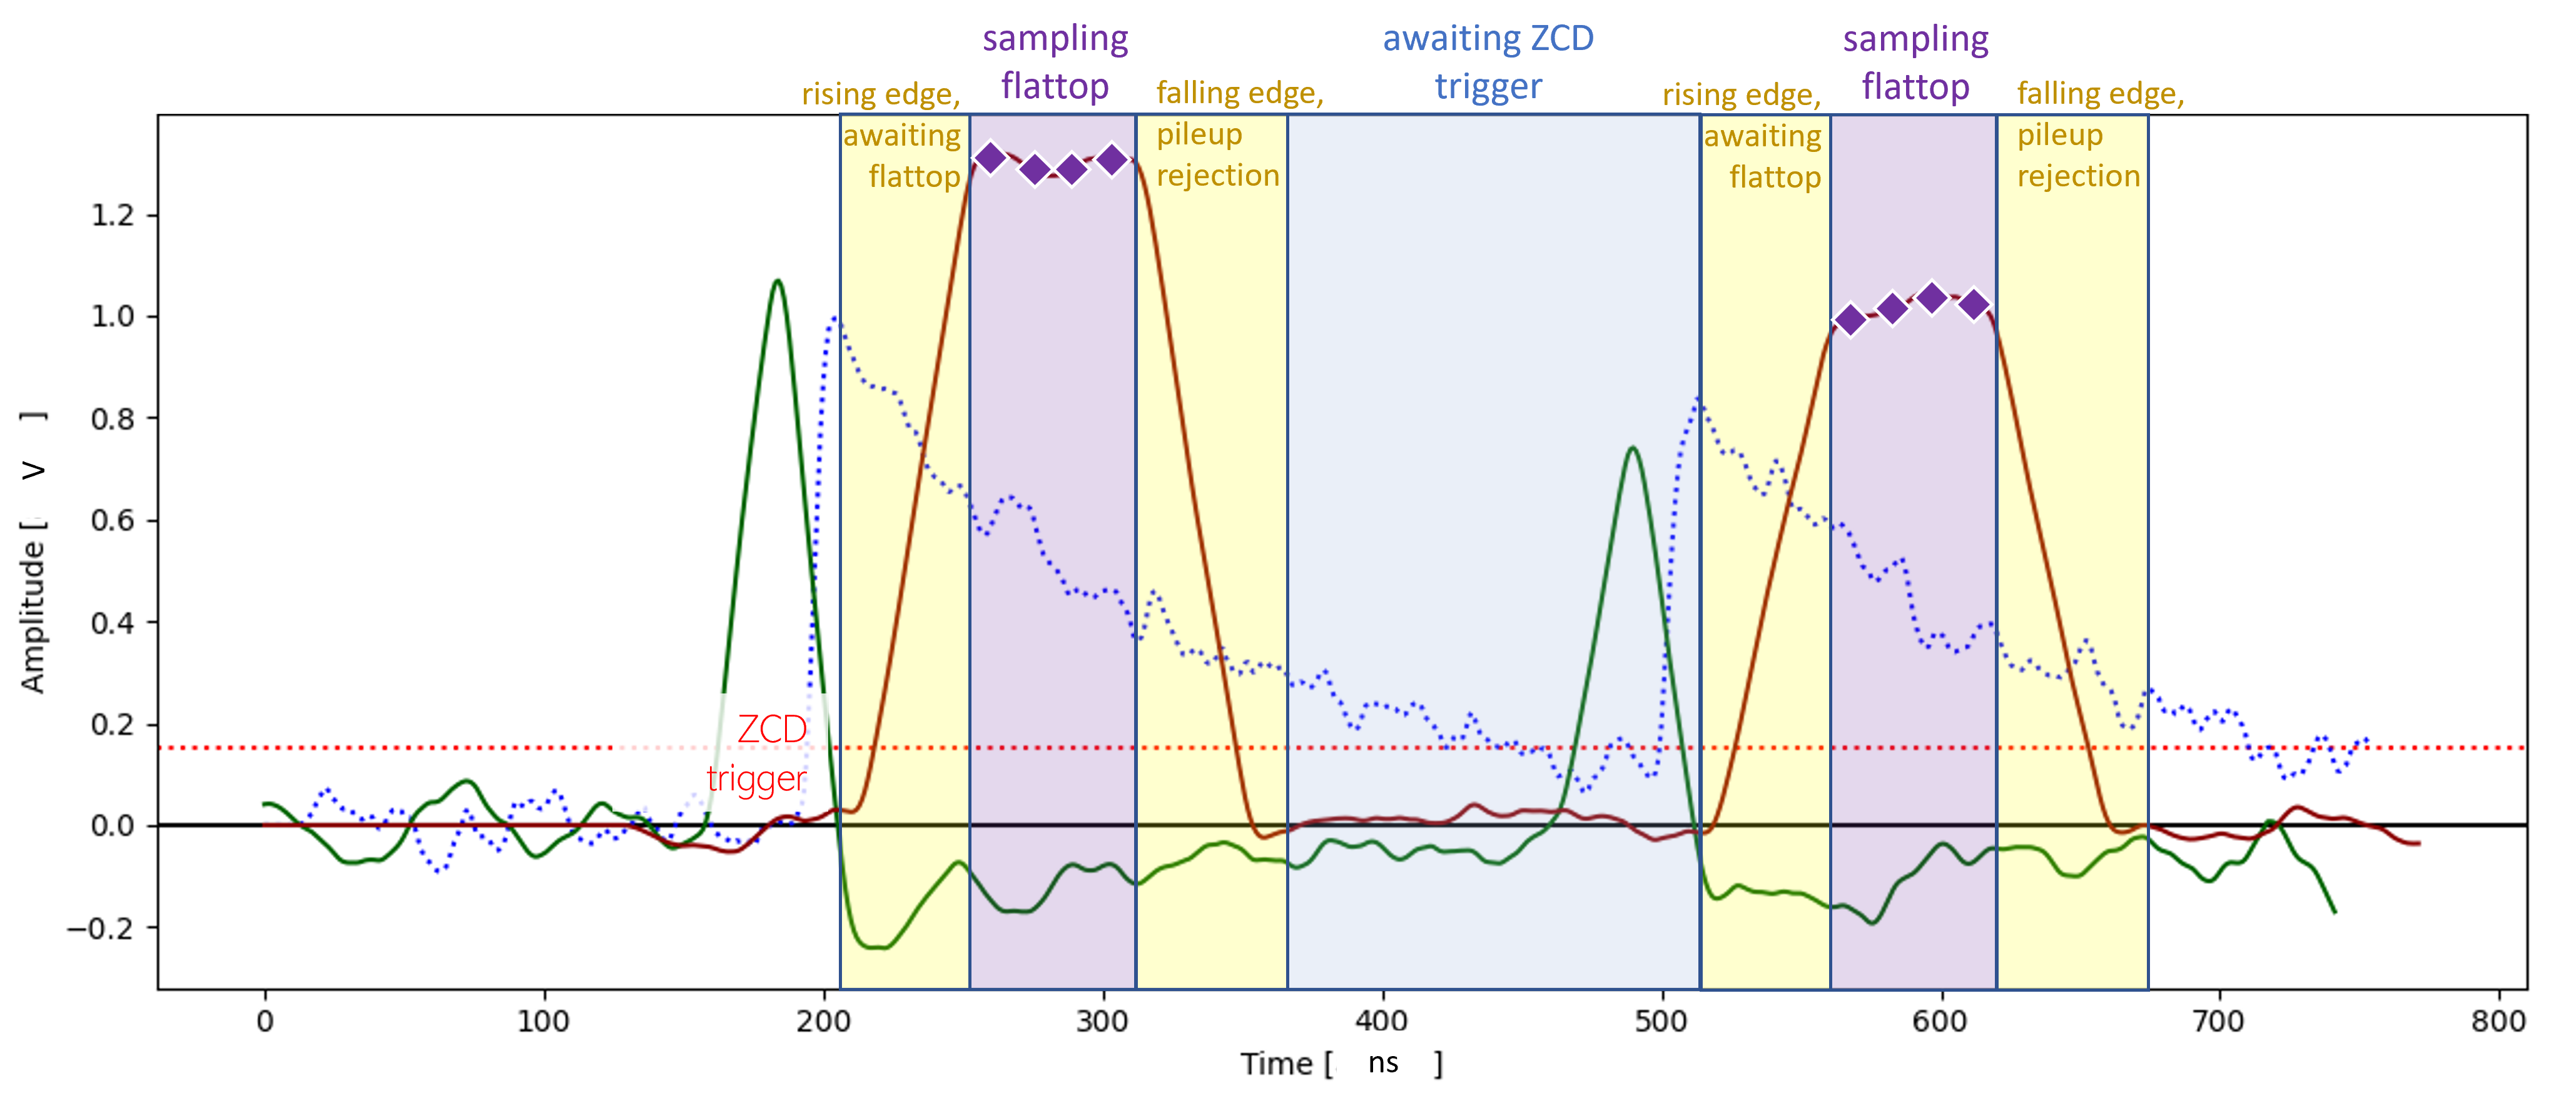 sampling
flattop
awaiting ZCD
trigger
sampling
flattop
rising edge,
awaiting
flattop
falling edge,
pileup
rejection
rising edge,
awaiting
flattop
falling edge,
pileup
rejection
1.2
1.0
0.8
0.6
0.4
0.2
0.0
−0.2
Amplitude [ V ]
ZCD
trigger
0 100 200 300 400 500 600 700 800
Time [ ns ]